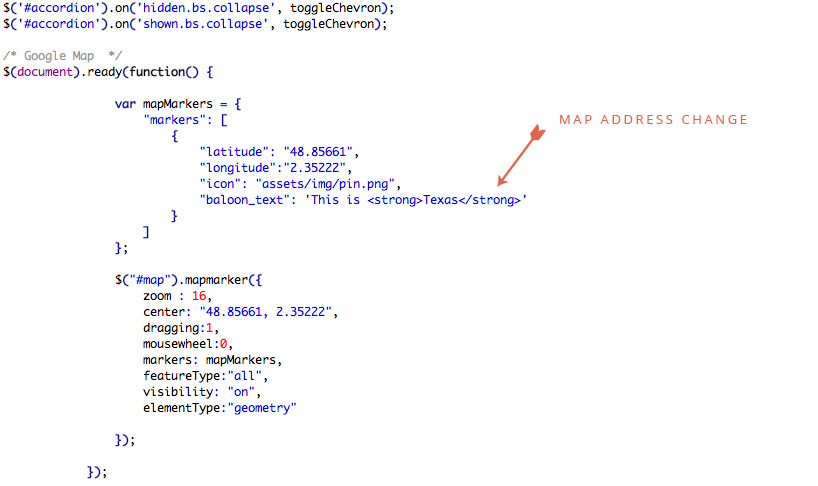 $('#accordion').on('hidden.bs.collapse', toggleChevron);
$('#accordion').on('shown.bs.collapse', toggleChevron);
/* Google Map  */
$(document).ready(function() {
var mapMarkers = {
"markers": [
{
"latitude": "48.85661",
"longitude":"2.35222",
"icon": "assets/img/pin.png",
"baloon_text": 'This is <strong>Texas</strong>'
}
]
};
MAP ADDRESS CHANGE
$("#map").mapmarker({
zoom : 16,
center: "48.85661, 2.35222",
dragging:1,
mousewheel:0,
markers: mapMarkers,
featureType:"all",
visibility: "on",
elementType:"geometry"
});
});